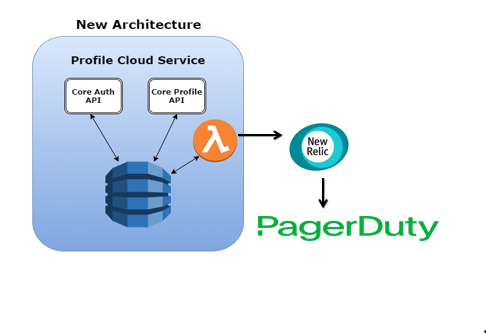 New Architecture
Profile Cloud Service
Core Auth
API
Core Profile
API
λ
New
Relic
PagerDuty